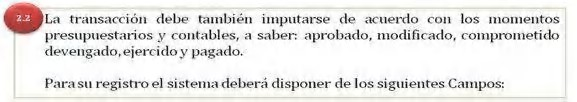 2.2 La transacción debe también imputarse de acuerdo con los momentos
presupuestarios y contables, a saber: aprobado, modificado, comprometido
devengado, ejercido y pagado.
Para su registro el sistema deberá disponer de los siguientes Campos: